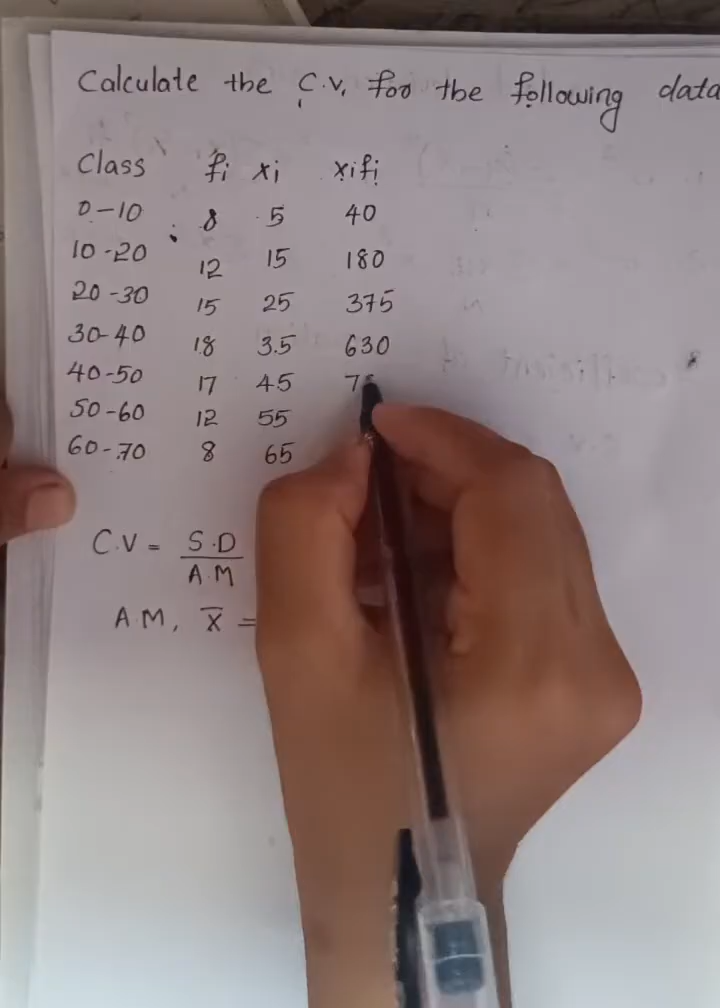 Calculate the C.V. for the following data
Class fi xi xifi
0-10 8 5 40
10-20 12 15 180
20-30 15 25 375
30-40 18 35 630
40-50 17 45
50-60 12 55
60-70 8 65
C.V = S.D
A.M
A.M, X̅ =